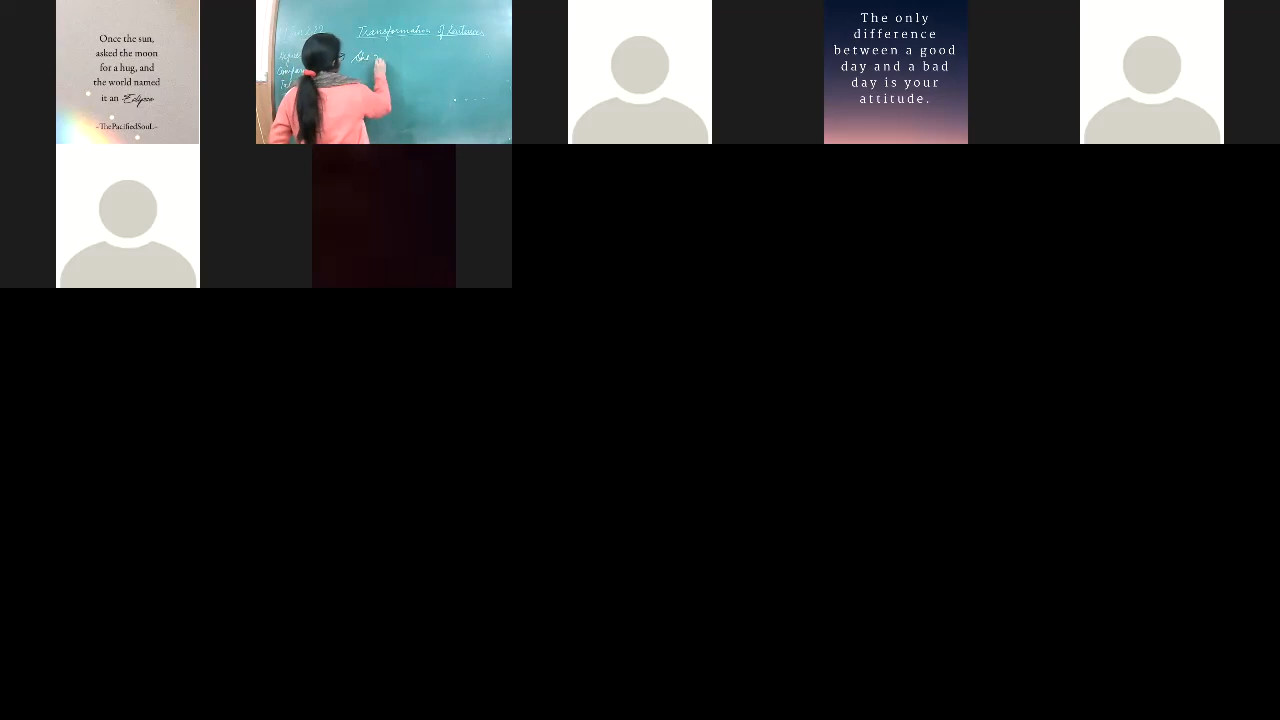 Once the sun,
asked the moon
for a hug, and
the world named
it an Eclipse
-ThePacifiedSouL-
Transformation of Sentences
She
The only
difference
between a good
day and a bad
day is your
attitude.